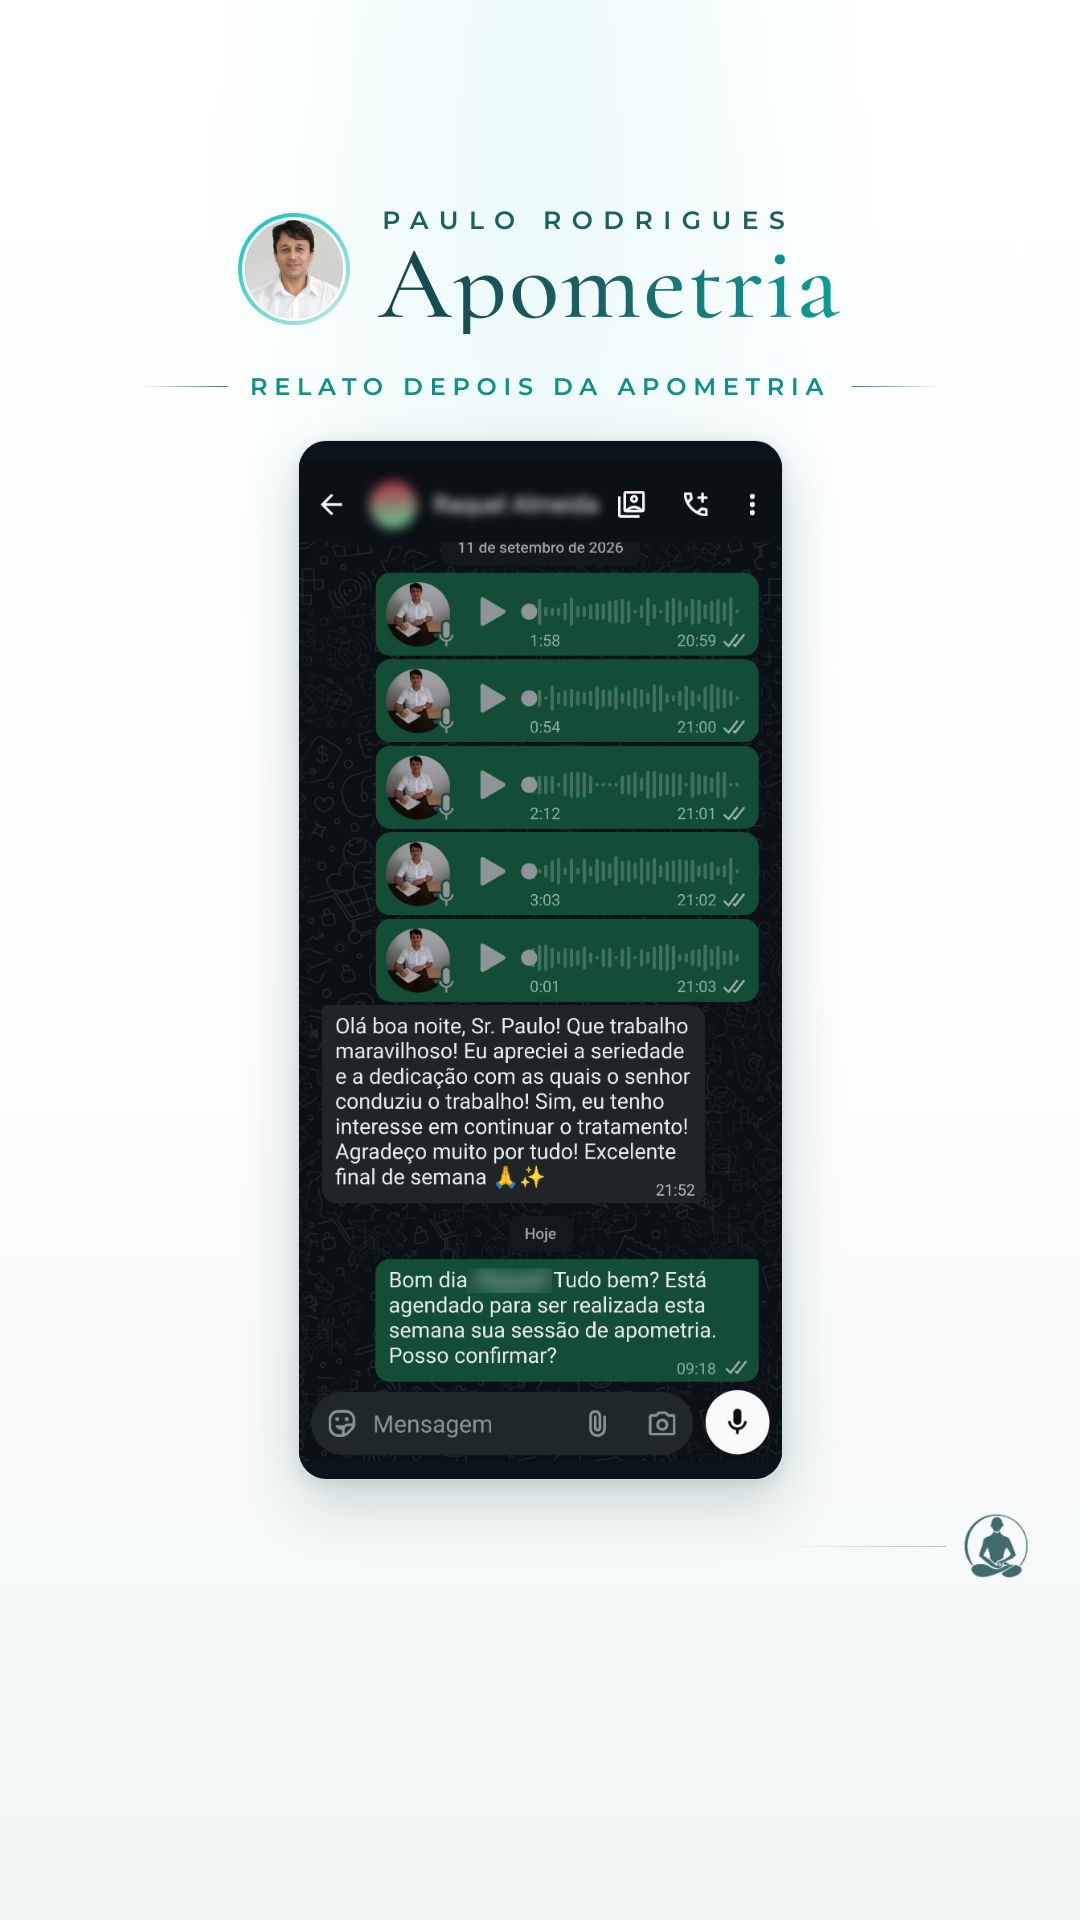 PAULO RODRIGUES
Apometria
RELATO DEPOIS DA APOMETRIA
11 de setembro de 2026
1:58 20:59
0:54 21:00
2:12 21:01
3:03 21:02
0:01 21:03
Olá boa noite, Sr. Paulo! Que trabalho
maravilhoso! Eu apreciei a seriedade
e a dedicação com as quais o senhor
conduziu o trabalho! Sim, eu tenho
interesse em continuar o tratamento!
Agradeço muito por tudo! Excelente
final de semana 🙏✨
21:52
Hoje
Bom dia Tudo bem? Está
agendado para ser realizada esta
semana sua sessão de apometria.
Posso confirmar?
09:18
Mensagem